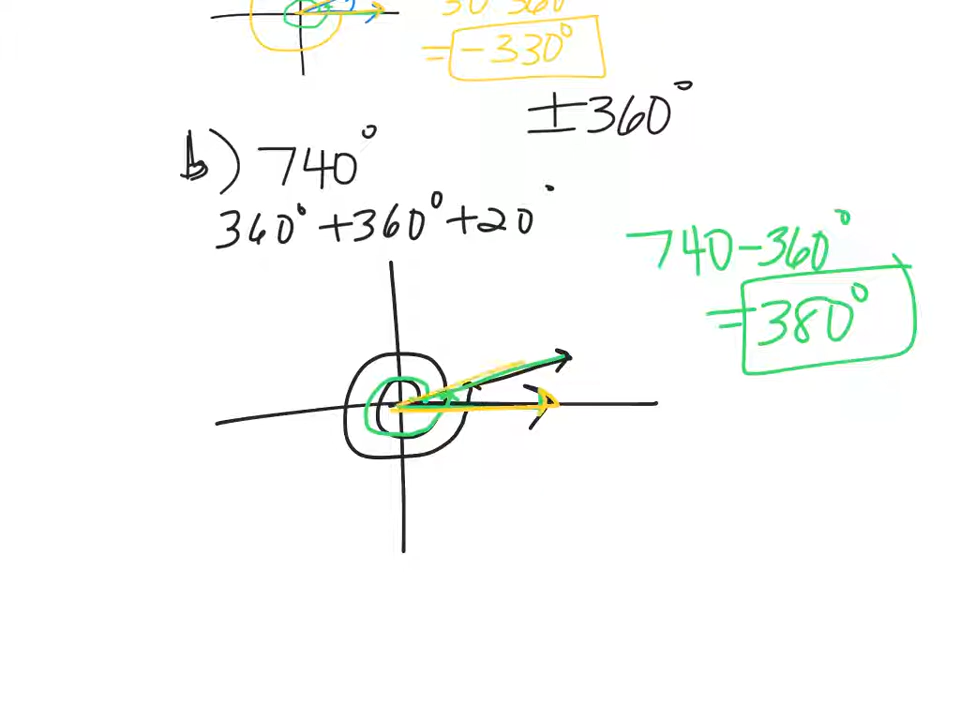 = -330°
±360°
b) 740°
360° + 360° + 20°
740 - 360°
= 380°